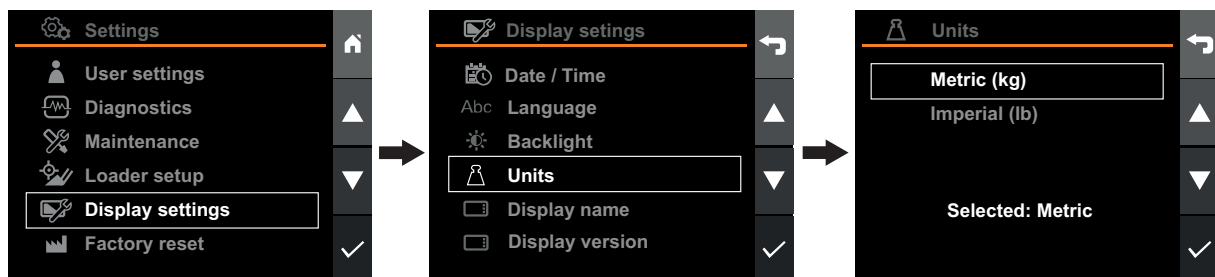 Settings
User settings
Diagnostics
Maintenance
Loader setup
Display settings
Factory reset
Display setings
Date / Time
Abc Language
Backlight
Units
Display name
Display version
Units
Metric (kg)
Imperial (lb)
Selected: Metric